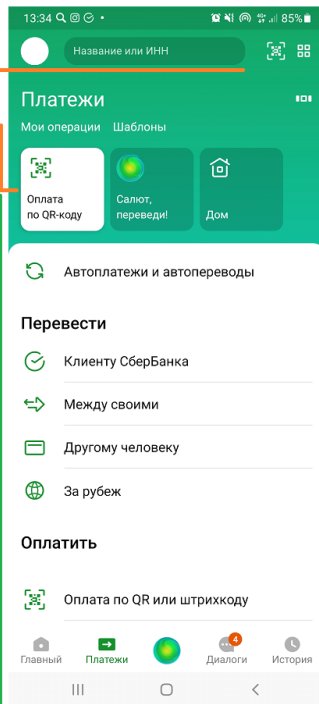 13:34
85%
Название или ИНН
Платежи
Мои операции Шаблоны
Оплата
по QR-коду
Салют,
переведи!
Дом
Автоплатежи и автопереводы
Перевести
Клиенту СберБанка
Между своими
Другому человеку
За рубеж
Оплатить
Оплата по QR или штрихкоду
4
Главный Платежи Диалоги История